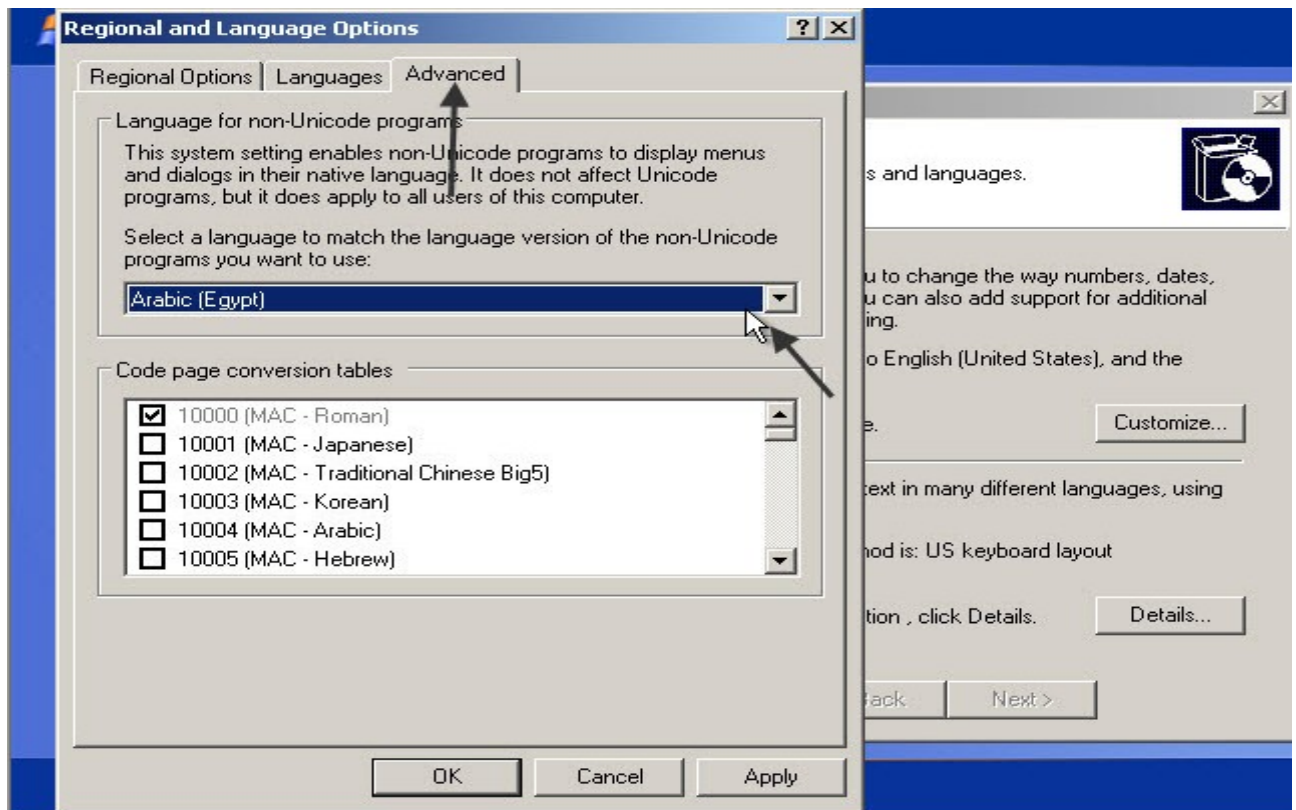 Regional and Language Options
Regional Options Languages Advanced
Language for non-Unicode programs
This system setting enables non-Unicode programs to display menus
and dialogs in their native language. It does not affect Unicode
programs, but it does apply to all users of this computer.
Select a language to match the language version of the non-Unicode
programs you want to use:
Arabic (Egypt)
Code page conversion tables
10000 (MAC - Roman)
10001 (MAC - Japanese)
10002 (MAC - Traditional Chinese Big5)
10003 (MAC - Korean)
10004 (MAC - Arabic)
10005 (MAC - Hebrew)
OK Cancel Apply
s and languages.
u to change the way numbers, dates,
u can also add support for additional
ing.
o English (United States), and the
e. Customize...
text in many different languages, using
nod is: US keyboard layout
tion , click Details. Details...
ack Next >